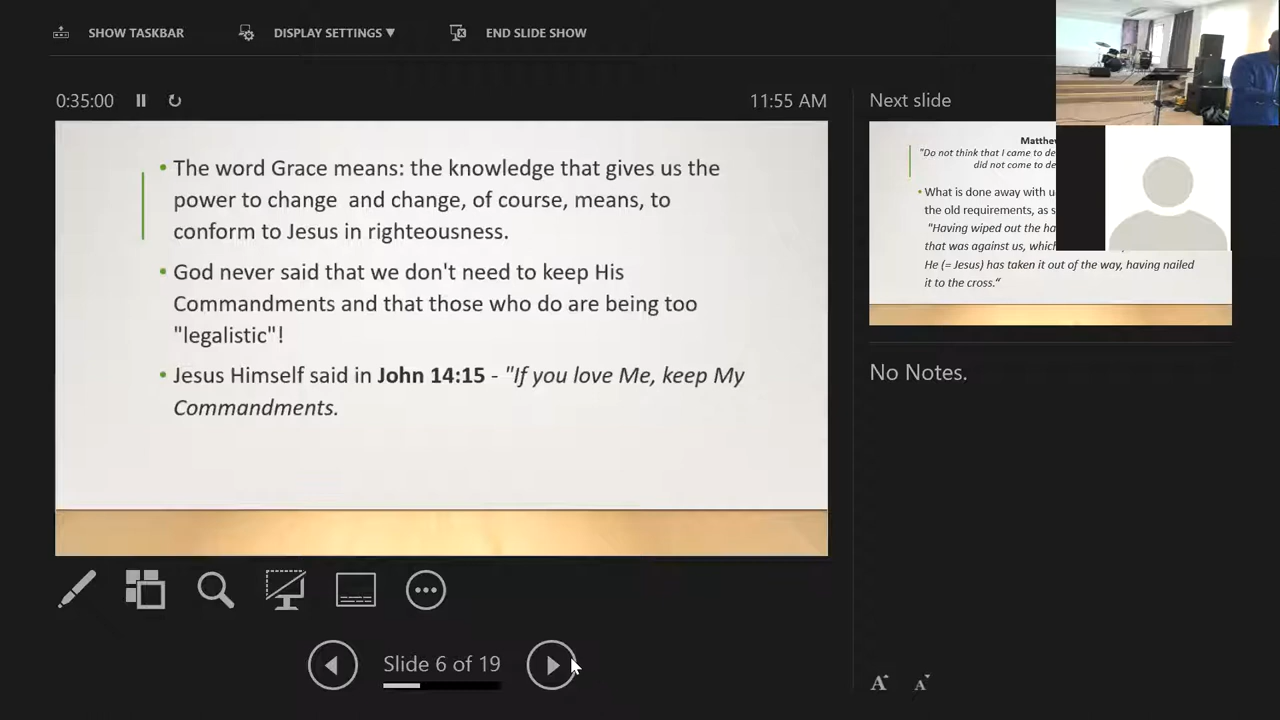 SHOW TASKBAR DISPLAY SETTINGS ▼ END SLIDE SHOW
0:35:00 11:55 AM
• The word Grace means: the knowledge that gives us the
power to change and change, of course, means, to
conform to Jesus in righteousness.
• God never said that we don't need to keep His
Commandments and that those who do are being too
"legalistic"!
• Jesus Himself said in John 14:15 - "If you love Me, keep My
Commandments.
Slide 6 of 19
Next slide
Matthew
"Do not think that I came to de
did not come to de
• What is done away with u
the old requirements, as s
"Having wiped out the ha
that was against us, which
He (= Jesus) has taken it out of the way, having nailed
it to the cross.“
No Notes.
A A